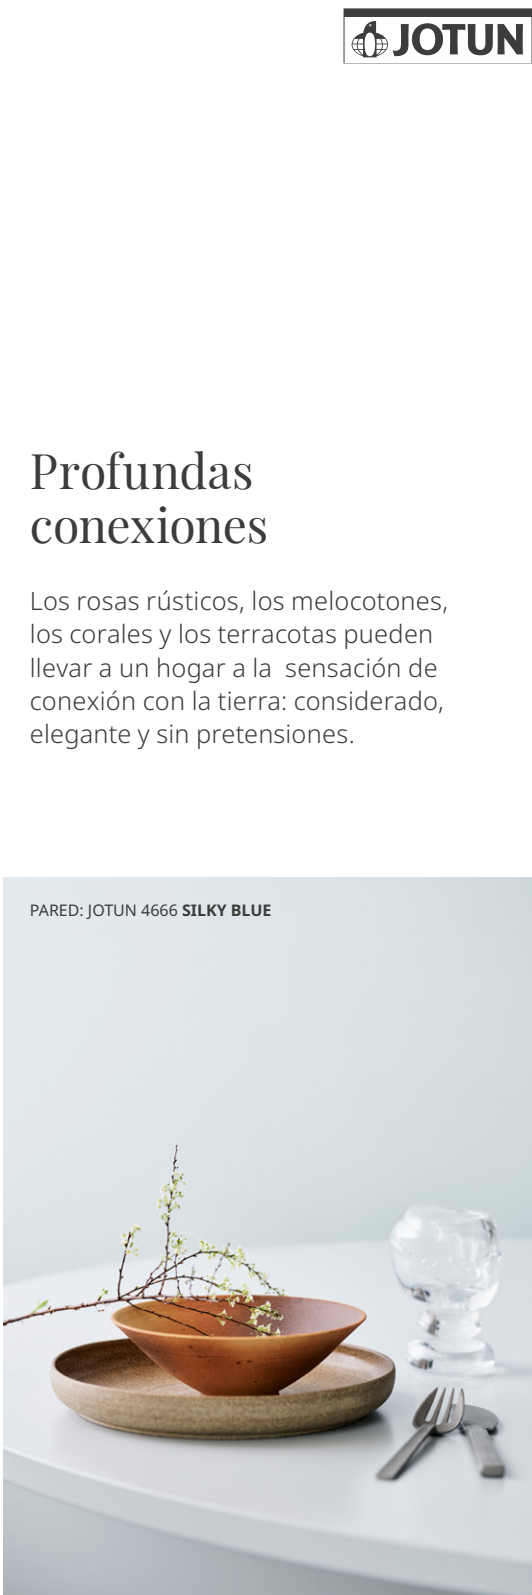 JOTUN
Profundas
conexiones
Los rosas rústicos, los melocotones,
los corales y los terracotas pueden
llevar a un hogar a la  sensación de
conexión con la tierra: considerado,
elegante y sin pretensiones.
PARED: JOTUN 4666 SILKY BLUE